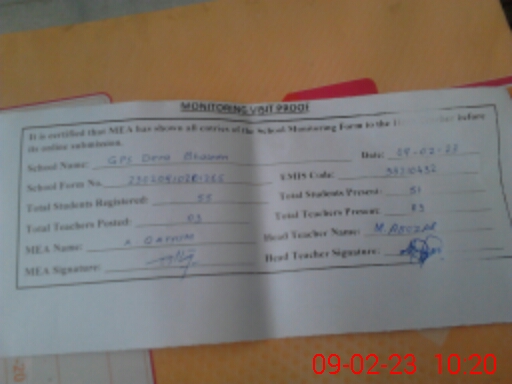 MONITORING VISIT PROOF
It is certified that MEA has shown all entries of the School Monitoring Form to the before
its online submission.
School Name: GPS Dera Date: 09-02-23
School Form No. EMIS Code:
Total Students Registered: 55 Total Students Present: 51
Total Teachers Posted: 03 Total Teachers Present: 03
MEA Name: A QAYUM Head Teacher Name: M.
MEA Signature: Head Teacher Signature:
09-02-23 10:20